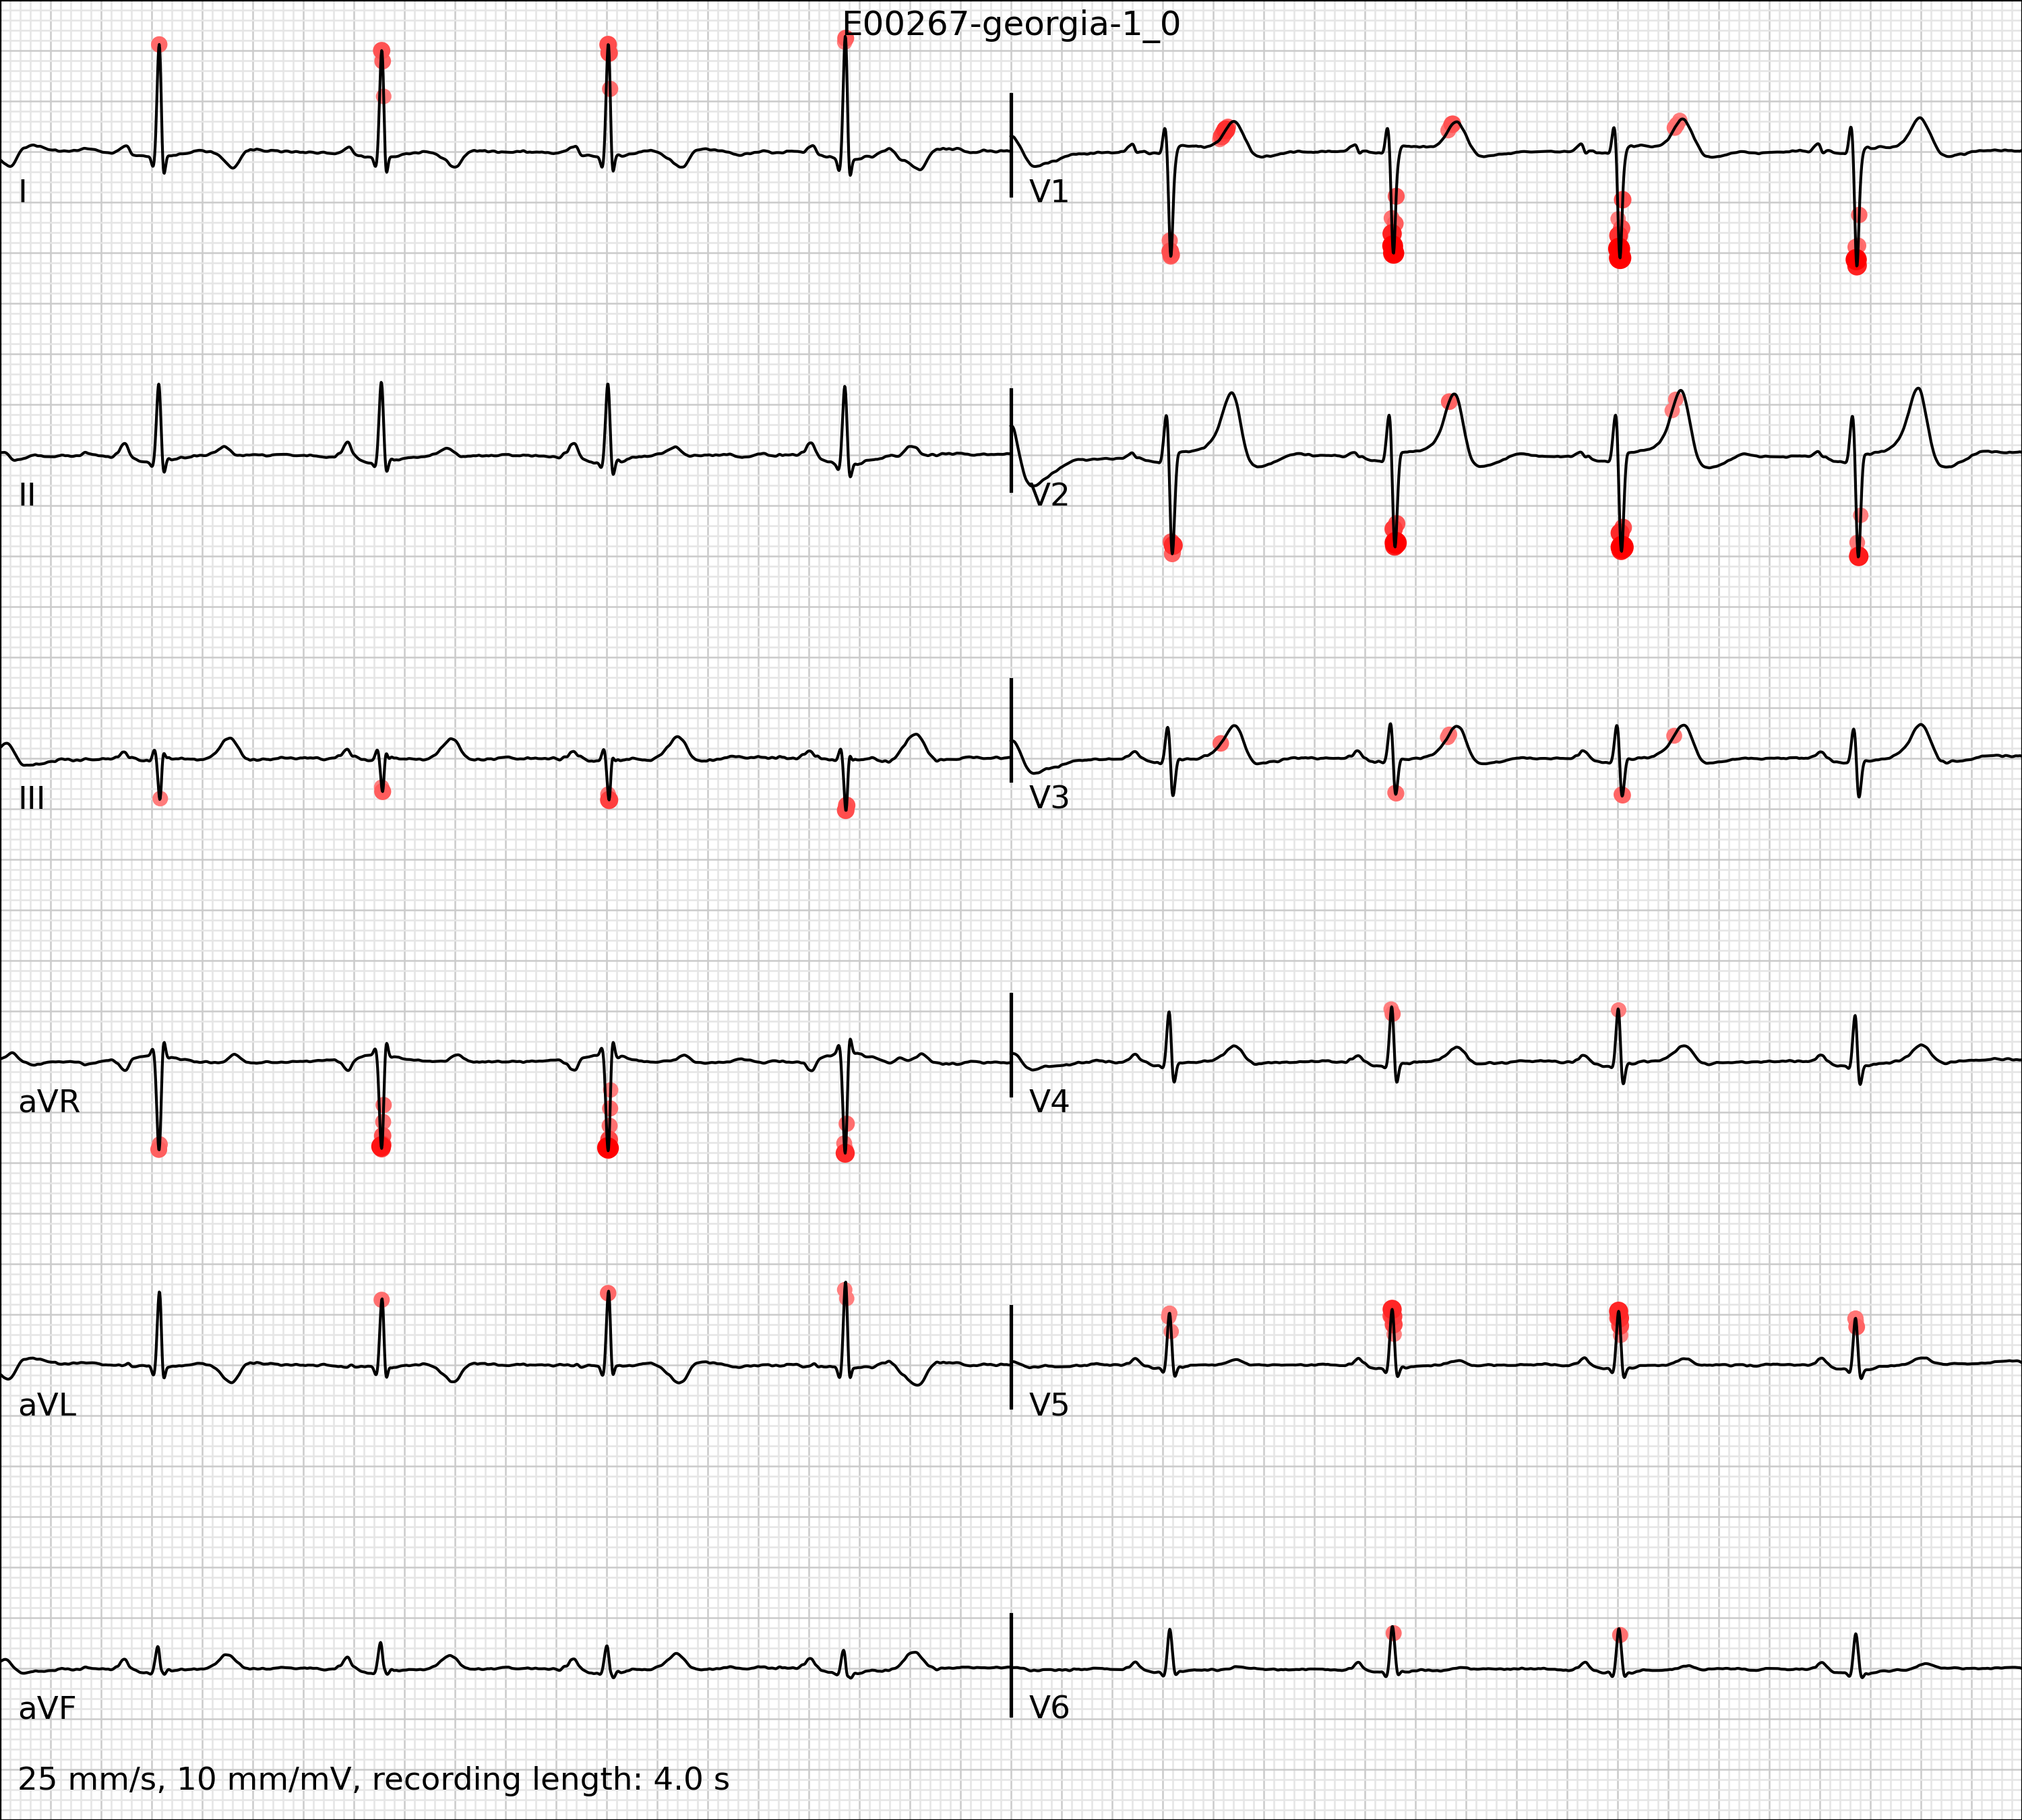 E00267-georgia-1_0
I
V1
II
V2
III
V3
aVR
V4
aVL
V5
aVF
V6
25 mm/s, 10 mm/mV, recording length: 4.0 s